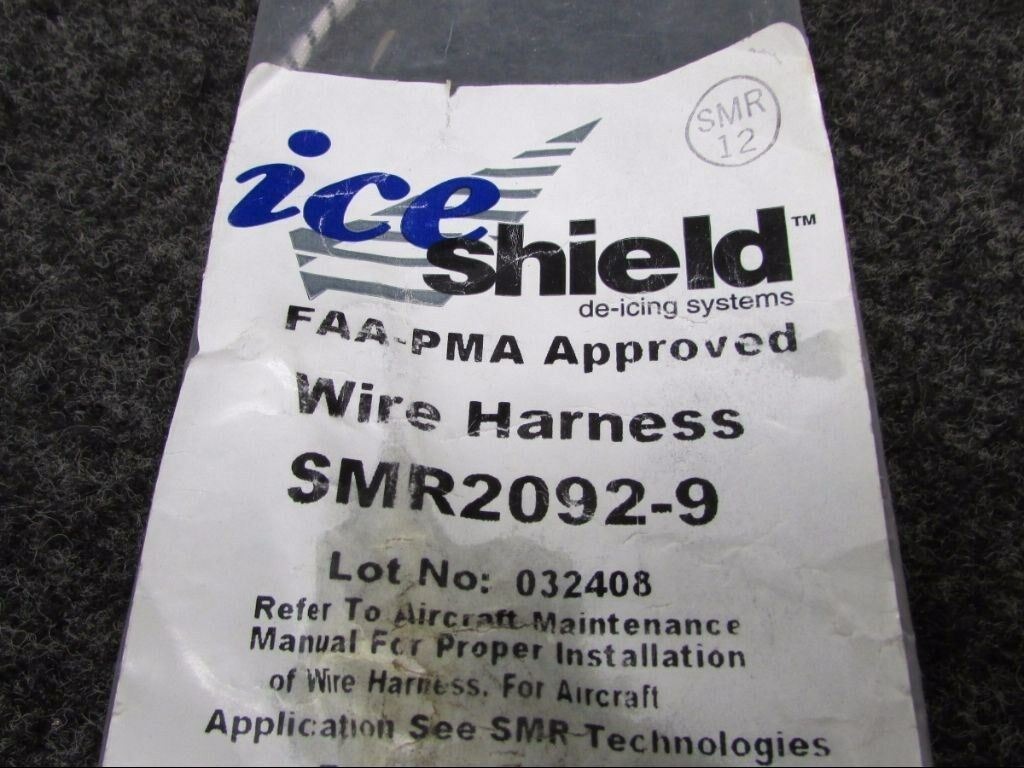 SMR
12
ice
shield™
de-icing systems
FAA-PMA Approved
Wire Harness
SMR2092-9
Lot No: 032408
Refer To Aircraft Maintenance
Manual For Proper Installation
of Wire Harness. For Aircraft
Application See SMR Technologies